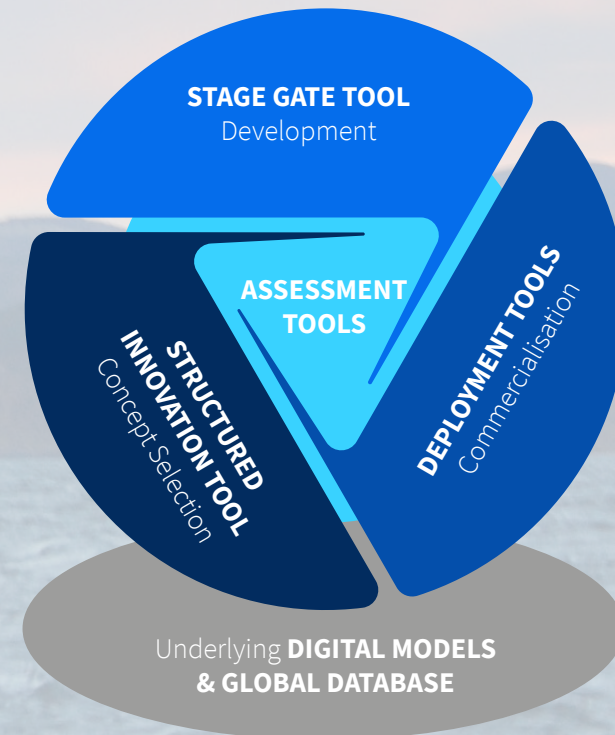 STAGE GATE TOOL
Development
ASSESSMENT
TOOLS
DEPLOYMENT TOOLS
Commercialisation
STRUCTURED
INNOVATION TOOL
Concept Selection
Underlying DIGITAL MODELS
& GLOBAL DATABASE